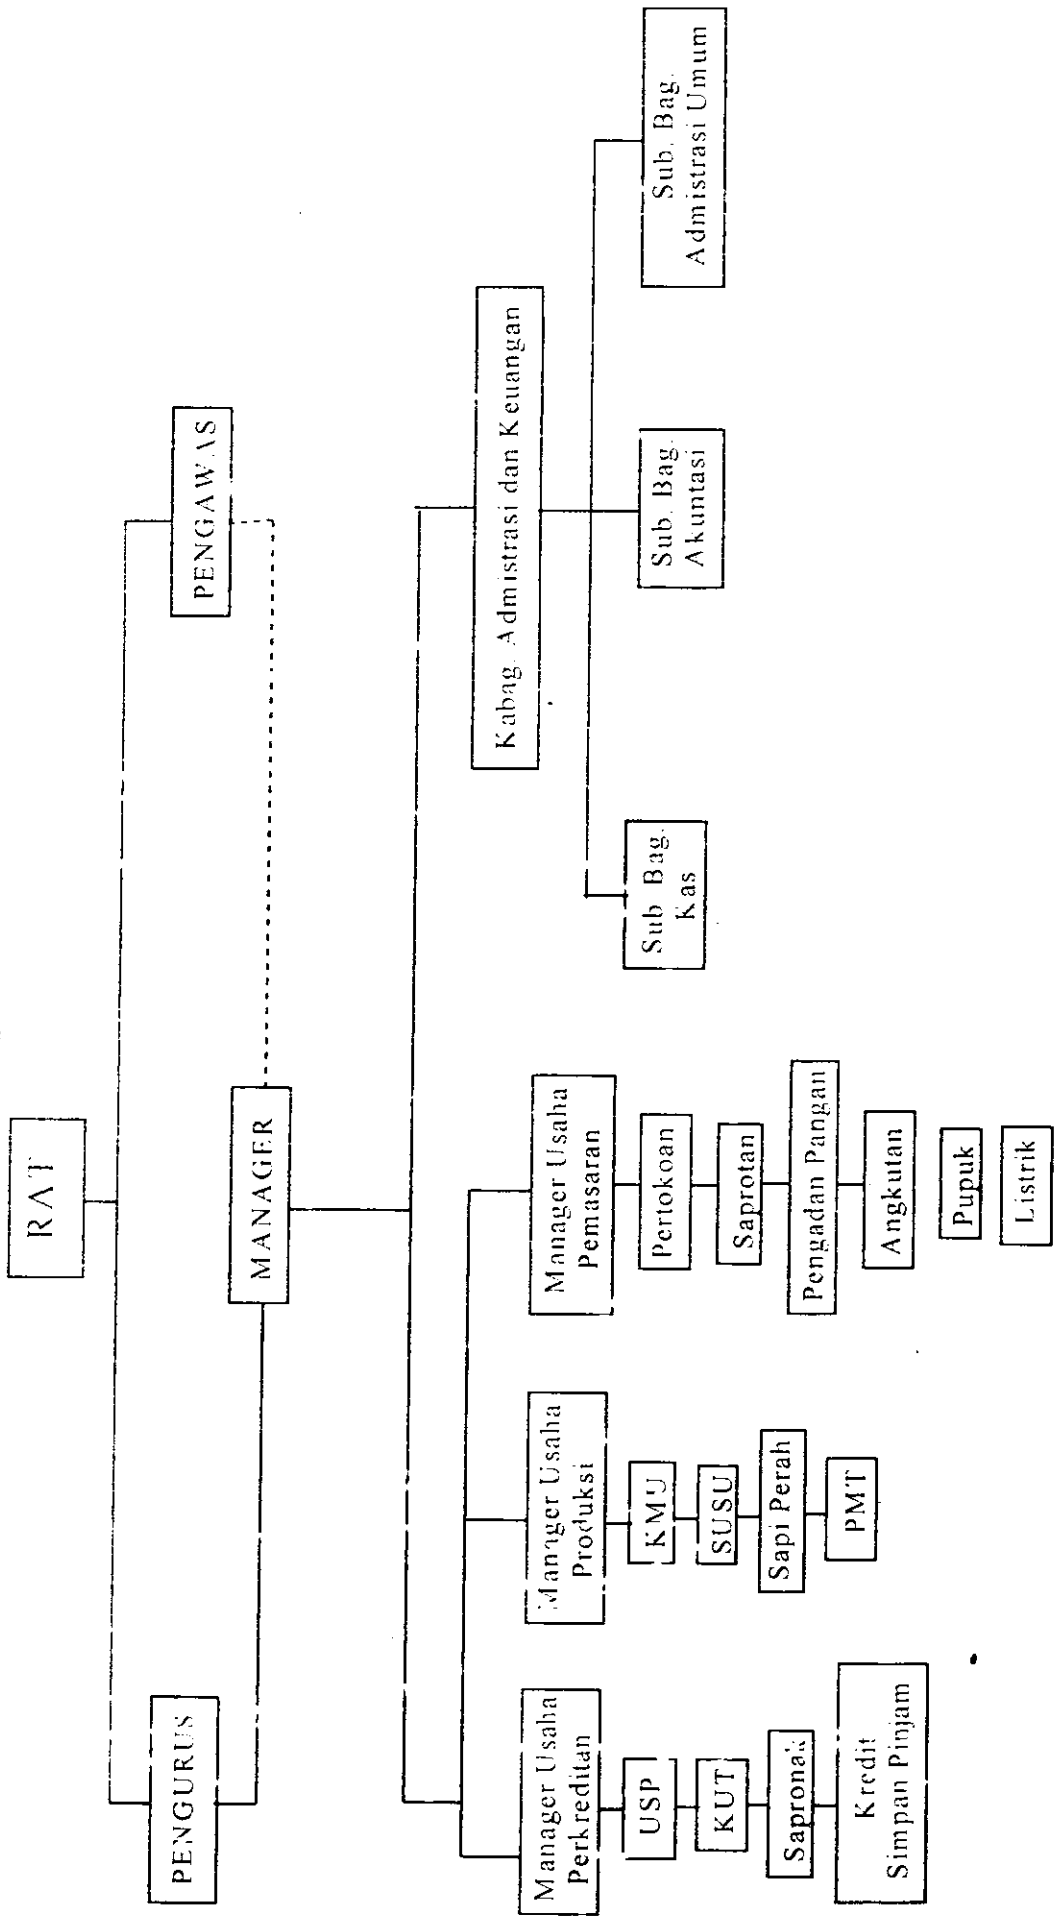 RAT
PENGURUS
PENGAWAS
MANAGER
Kabag. Admistrasi dan Keuangan
Manager Usaha
Perkreditan
Manager Usaha
Produksi
Manager Usaha
Pemasaran
Sub Bag.
Kas
Sub. Bag.
Akuntasi
Sub. Bag.
Admistrasi Umum
USP
KUT
Sapronak
Kredit
Simpan Pinjam
KMU
SUSU
Sapi Perah
PMT
Pertokoan
Saprotan
Pengadan Pangan
Angkutan
Pupuk
Listrik